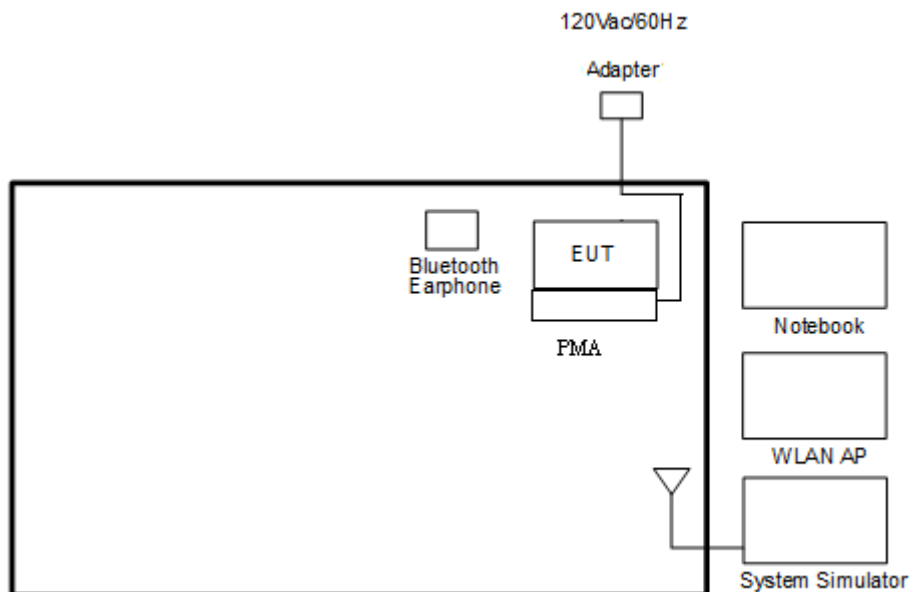 120Vac/60Hz
Adapter
Bluetooth
Earphone
EUT
PMA
Notebook
WLAN AP
System Simulator